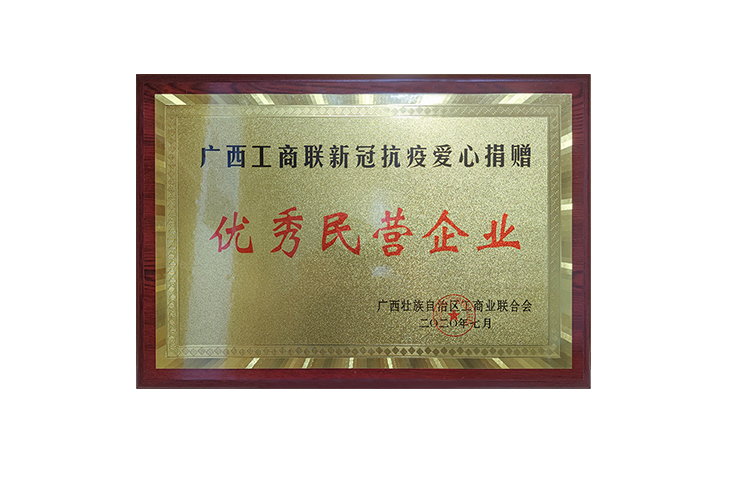 广西工商联新冠抗疫爱心捐赠
优秀民营企业
广西壮族自治区工商业联合会
二〇二〇年七月